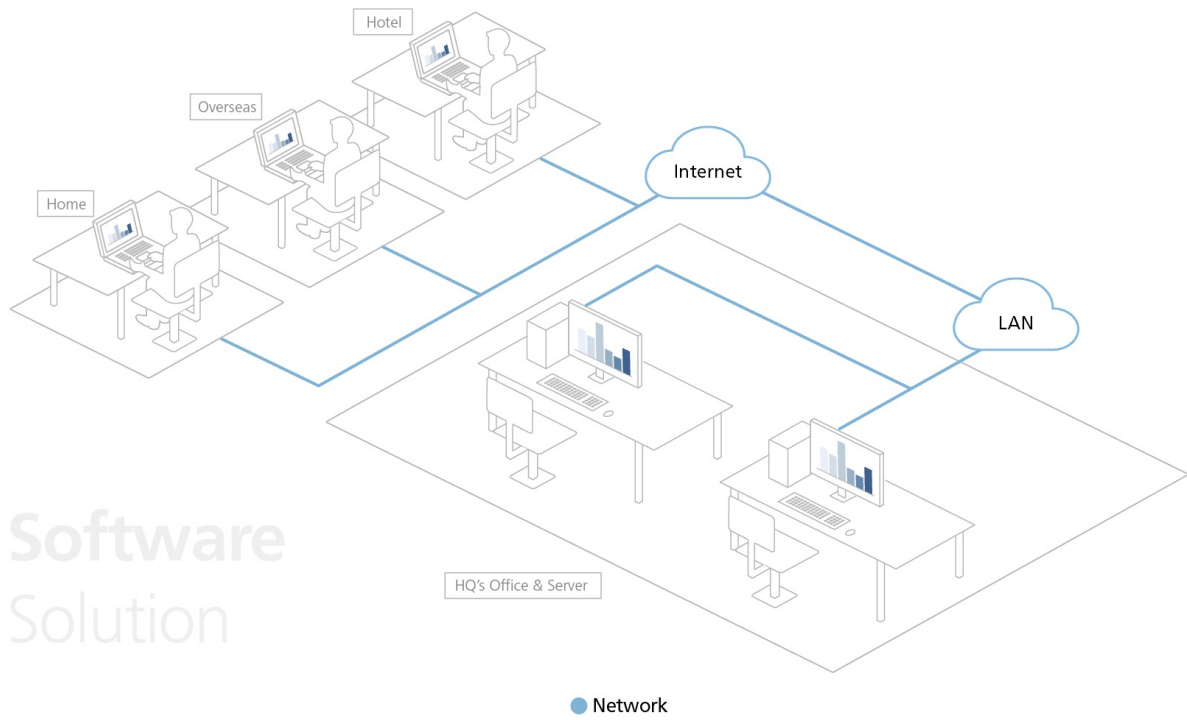 Hotel
Overseas
Home
Internet
LAN
HQ's Office & Server
Software
Solution
Network